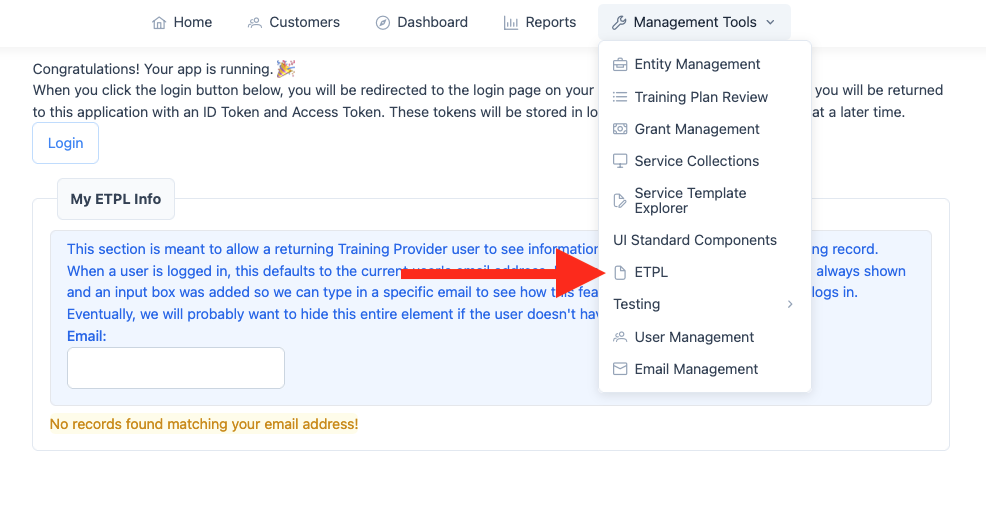 Home Customers Dashboard Reports Management Tools
Congratulations! Your app is running. 🎉
When you click the login button below, you will be redirected to the login page on your you will be returned
to this application with an ID Token and Access Token. These tokens will be stored in lo at a later time.
Login
My ETPL Info
This section is meant to allow a returning Training Provider user to see information ng record.
When a user is logged in, this defaults to the current user's email address. always shown
and an input box was added so we can type in a specific email to see how this fea logs in.
Eventually, we will probably want to hide this entire element if the user doesn't hav
Email:
No records found matching your email address!
Entity Management
Training Plan Review
Grant Management
Service Collections
Service Template
Explorer
UI Standard Components
ETPL
Testing
User Management
Email Management